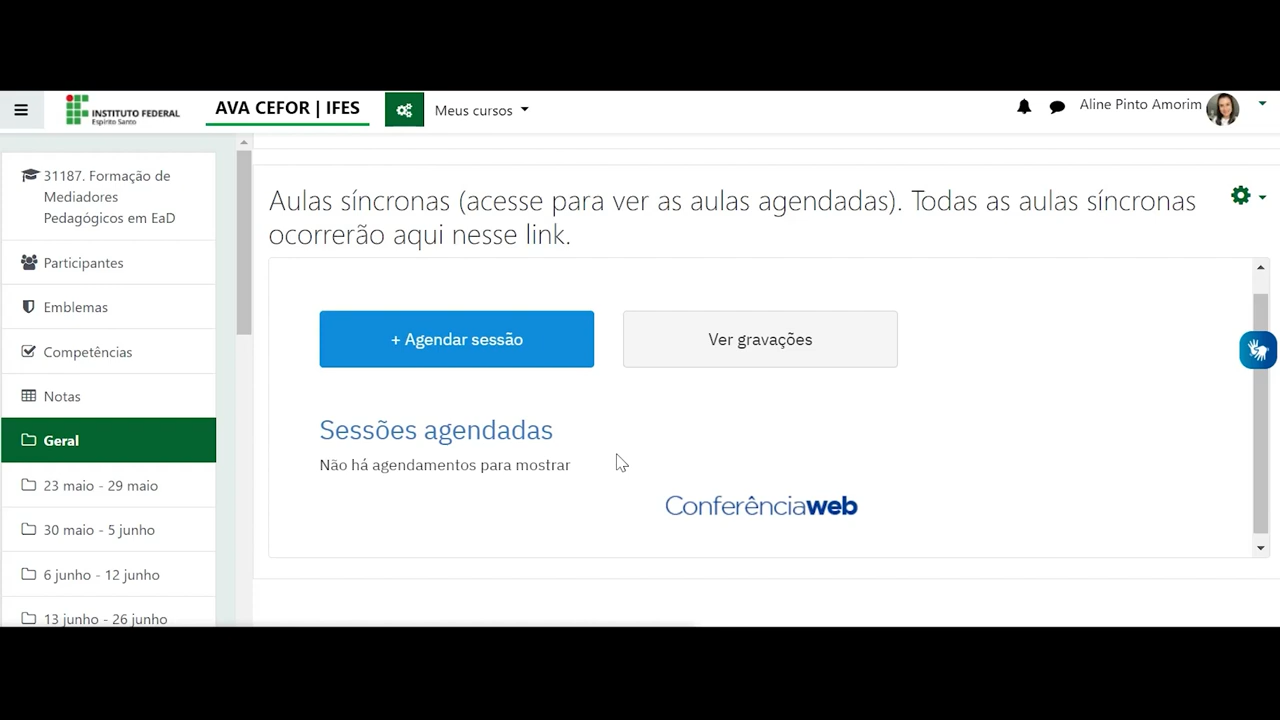 INSTITUTO FEDERAL
Espírito Santo
AVA CEFOR | IFES
Meus cursos
Aline Pinto Amorim
31187. Formação de
Mediadores
Pedagógicos em EaD
Participantes
Emblemas
Competências
Notas
Geral
23 maio - 29 maio
30 maio - 5 junho
6 junho - 12 junho
13 junho - 26 junho
Aulas síncronas (acesse para ver as aulas agendadas). Todas as aulas síncronas
ocorrerão aqui nesse link.
+ Agendar sessão
Ver gravações
Sessões agendadas
Não há agendamentos para mostrar
Conferênciaweb